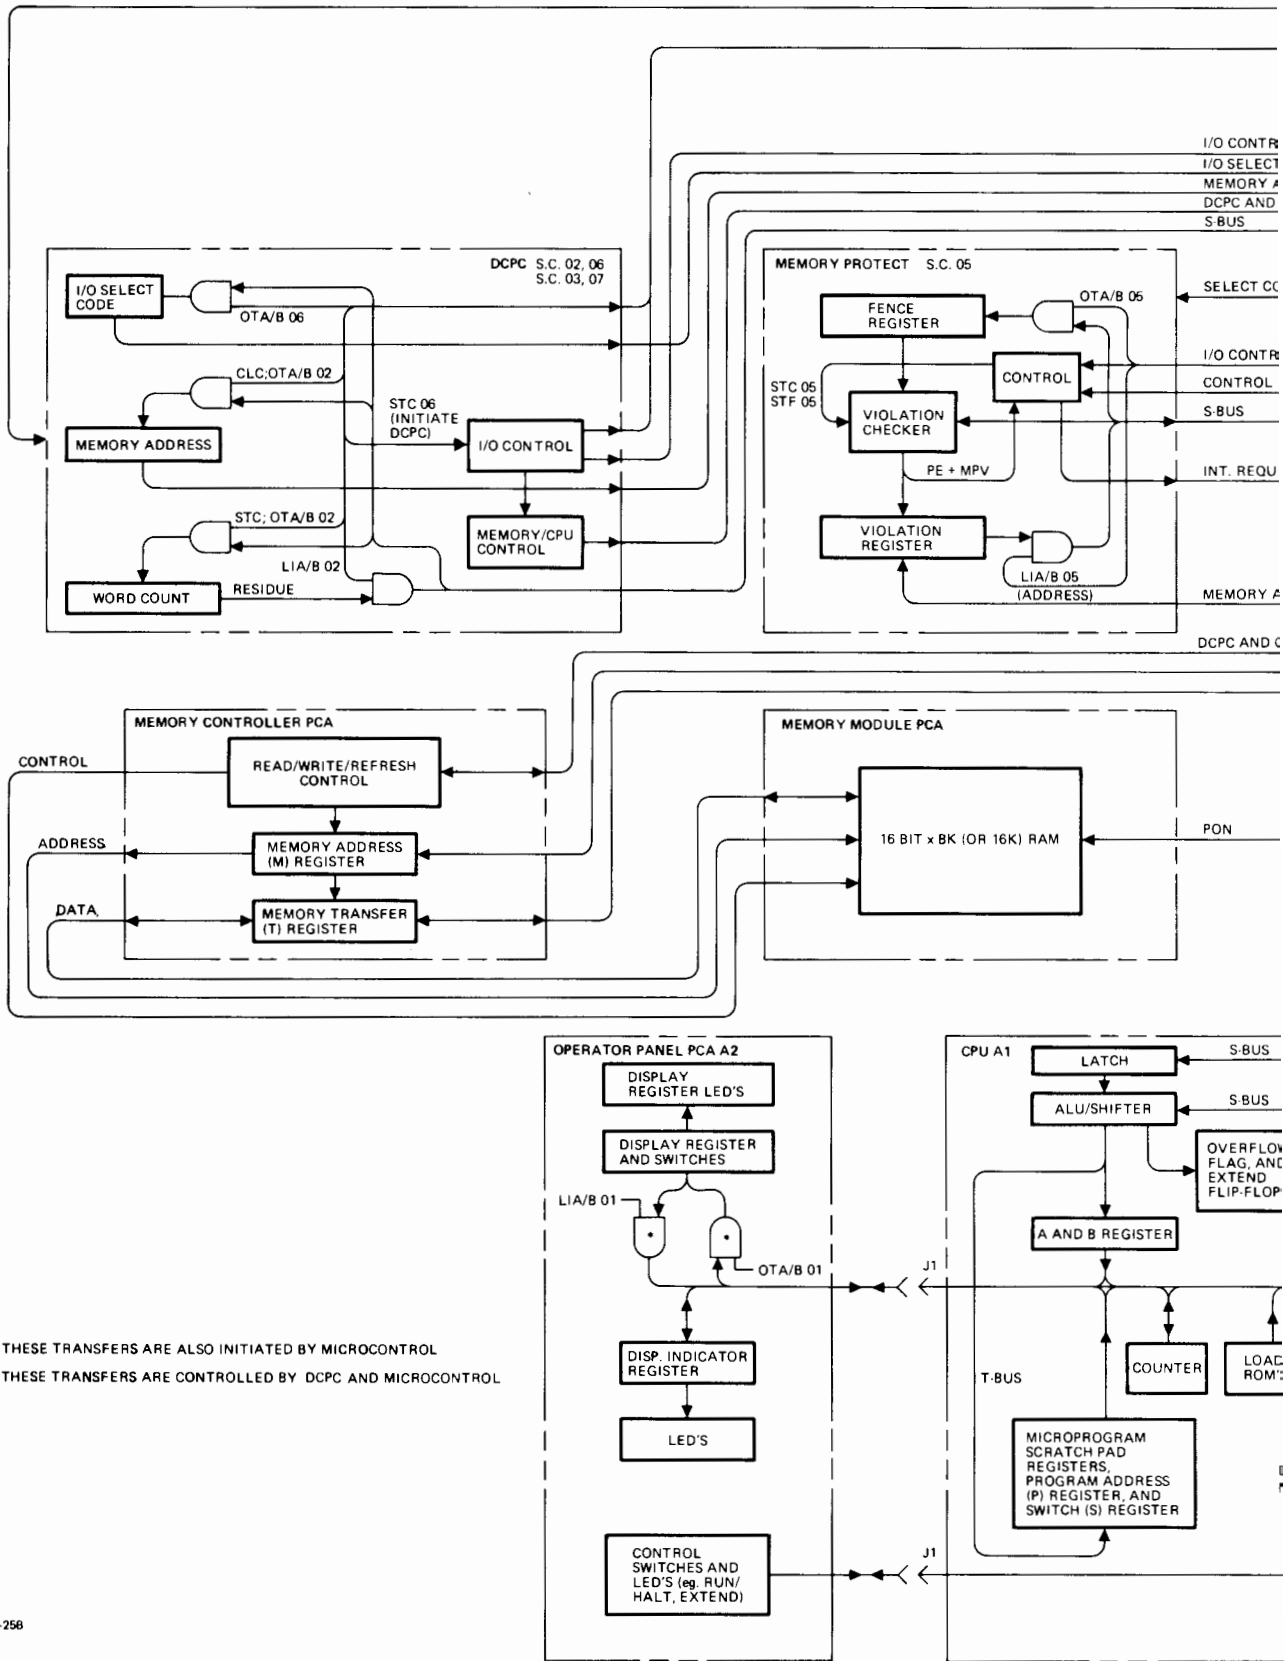 I/O CONTR
I/O SELECT
MEMORY A
DCPC AND
S-BUS
DCPC S.C. 02, 06
S.C. 03, 07
I/O SELECT
CODE
OTA/B 06
CLC;OTA/B 02
STC 06
(INITIATE
DCPC)
MEMORY ADDRESS
I/O CONTROL
STC; OTA/B 02
MEMORY/CPU
CONTROL
LIA/B 02
WORD COUNT
RESIDUE
MEMORY PROTECT S.C. 05
OTA/B 05
SELECT CO
FENCE
REGISTER
I/O CONTR
CONTROL
CONTROL
STC 05
STF 05
VIOLATION
CHECKER
S-BUS
PE + MPV
INT. REQU
VIOLATION
REGISTER
LIA/B 05
(ADDRESS)
MEMORY A
DCPC AND C
MEMORY CONTROLLER PCA
CONTROL
READ/WRITE/REFRESH
CONTROL
ADDRESS
MEMORY ADDRESS
(M) REGISTER
DATA
MEMORY TRANSFER
(T) REGISTER
MEMORY MODULE PCA
16 BIT x BK (OR 16K) RAM
PON
OPERATOR PANEL PCA A2
DISPLAY
REGISTER LED'S
DISPLAY REGISTER
AND SWITCHES
LIA/B 01
*
*
OTA/B 01
J1
DISP. INDICATOR
REGISTER
LED'S
CONTROL
SWITCHES AND
LED'S (eg. RUN/
HALT, EXTEND)
J1
CPU A1
LATCH
S-BUS
ALU/SHIFTER
S-BUS
OVERFLOW
FLAG, AND
EXTEND
FLIP-FLOP
A AND B REGISTER
T-BUS
COUNTER
LOAD
ROM'S
MICROPROGRAM
SCRATCH PAD
REGISTERS,
PROGRAM ADDRESS
(P) REGISTER, AND
SWITCH (S) REGISTER
THESE TRANSFERS ARE ALSO INITIATED BY MICROCONTROL
THESE TRANSFERS ARE CONTROLLED BY DCPC AND MICROCONTROL
-258